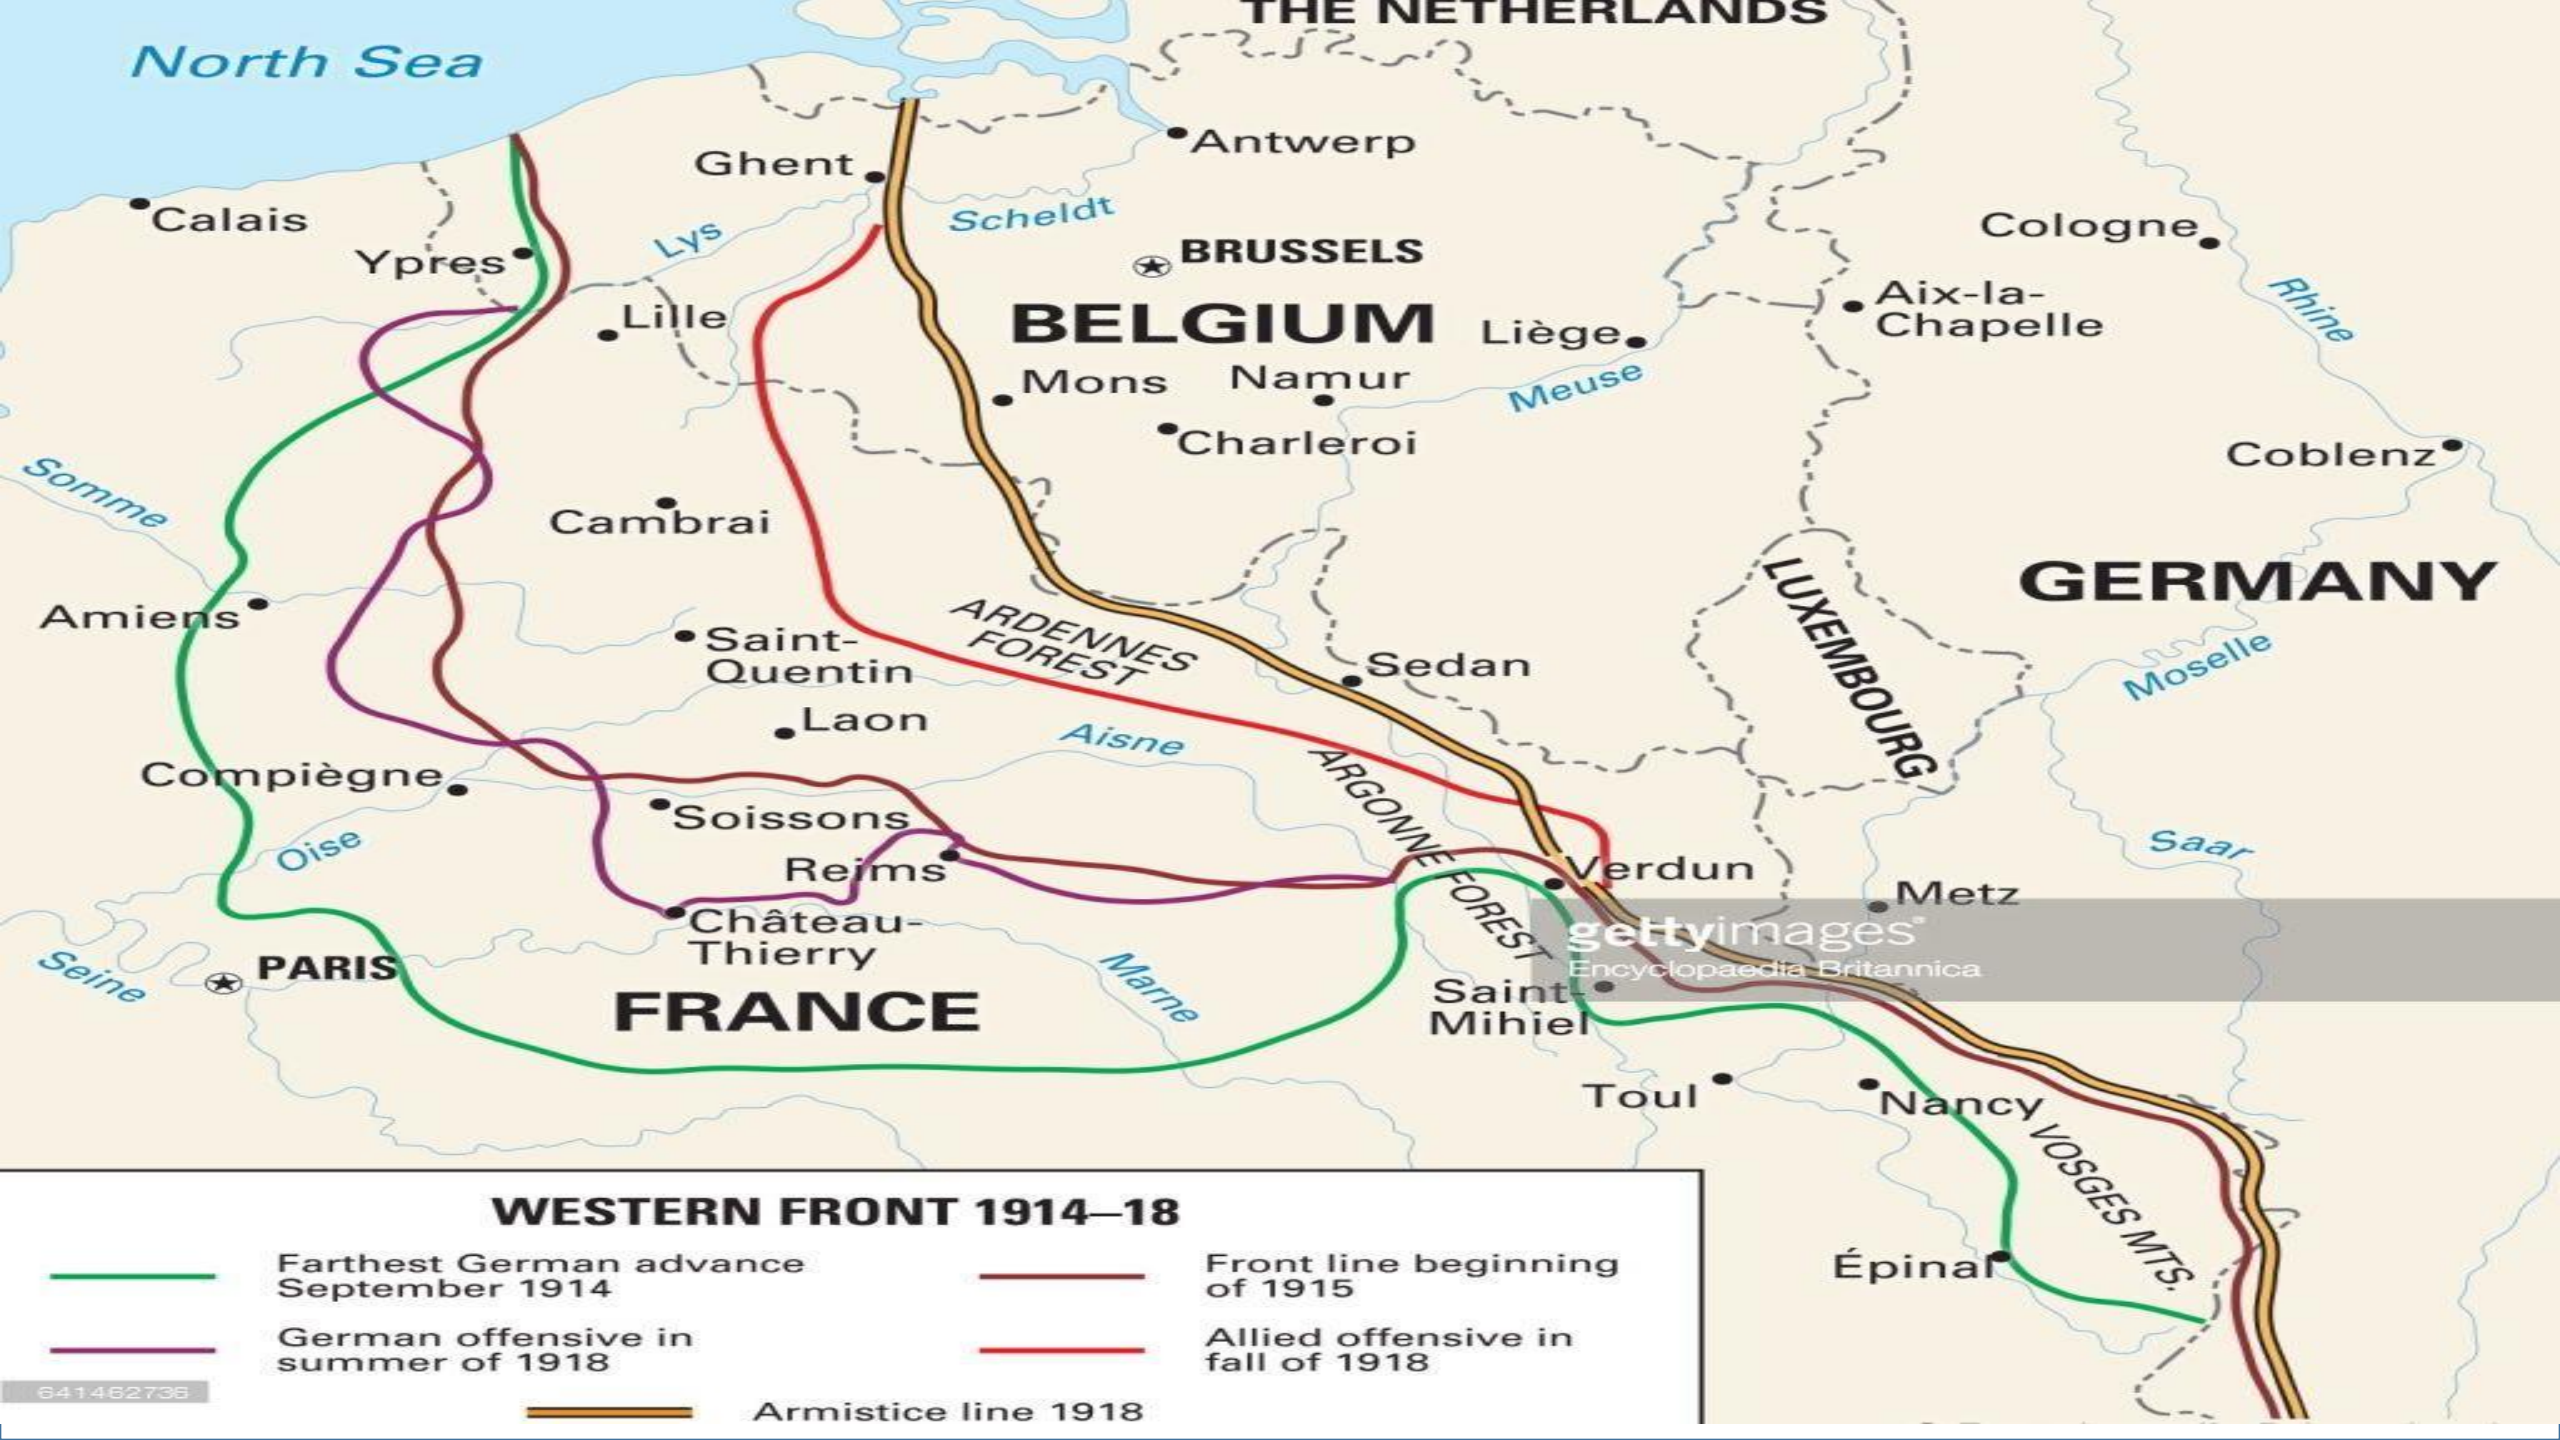 THE NETHERLANDS
North Sea
Antwerp
Ghent
Calais
Scheldt
Cologne
Lys
BRUSSELS
Ypres
Rhine
Aix-la-
Chapelle
Lille
BELGIUM
Liège
Mons
Namur
Meuse
Charleroi
Coblenz
Somme
Cambrai
GERMANY
Amiens
ARDENNES
FOREST
LUXEMBOURG
Saint-
Quentin
Sedan
Moselle
Laon
Aisne
Compiègne
ARGONNE FOREST
Soissons
Oise
Saar
Reims
Verdun
Metz
Château-
Thierry
gettyimages®
Encyclopaedia Britannica
Seine
PARIS
Marne
FRANCE
Saint-
Mihiel
Toul
Nancy
VOSGES MTS.
Épinal
WESTERN FRONT 1914–18
Farthest German advance
September 1914
Front line beginning
of 1915
German offensive in
summer of 1918
Allied offensive in
fall of 1918
641462736
Armistice line 1918